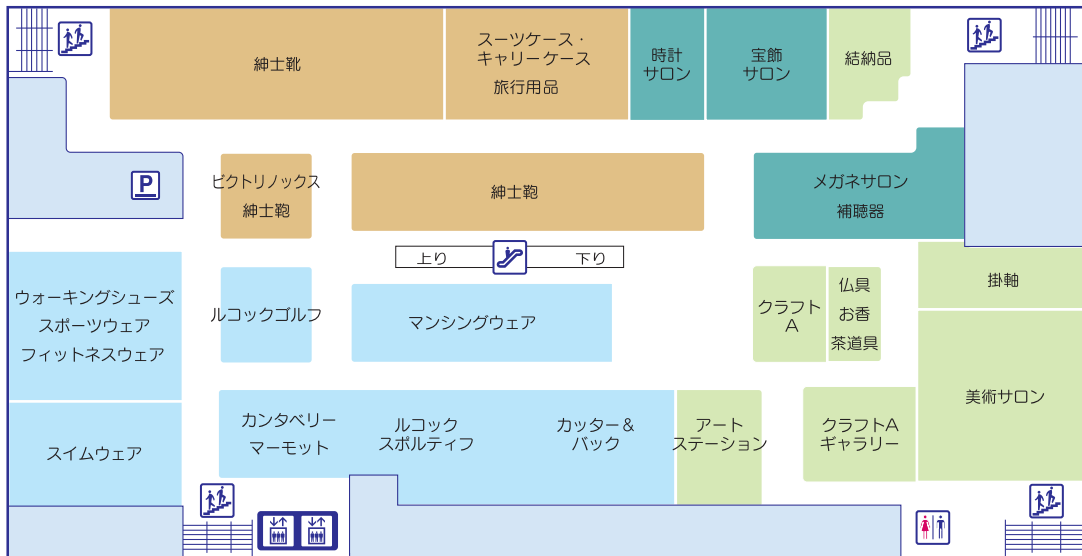 紳士靴
スーツケース・
キャリーケース
旅行用品
時計
サロン
宝飾
サロン
結納品
P
ビクトリノックス
紳士鞄
紳士鞄
メガネサロン
補聴器
上り
下り
ウォーキングシューズ
スポーツウェア
フィットネスウェア
ルコックゴルフ
マンシングウェア
クラフト
A
仏具
お香
茶道具
掛軸
美術サロン
スイムウェア
カンタベリー
マーモット
ルコック
スポルティフ
カッター&
バック
アート
ステーション
クラフトA
ギャラリー